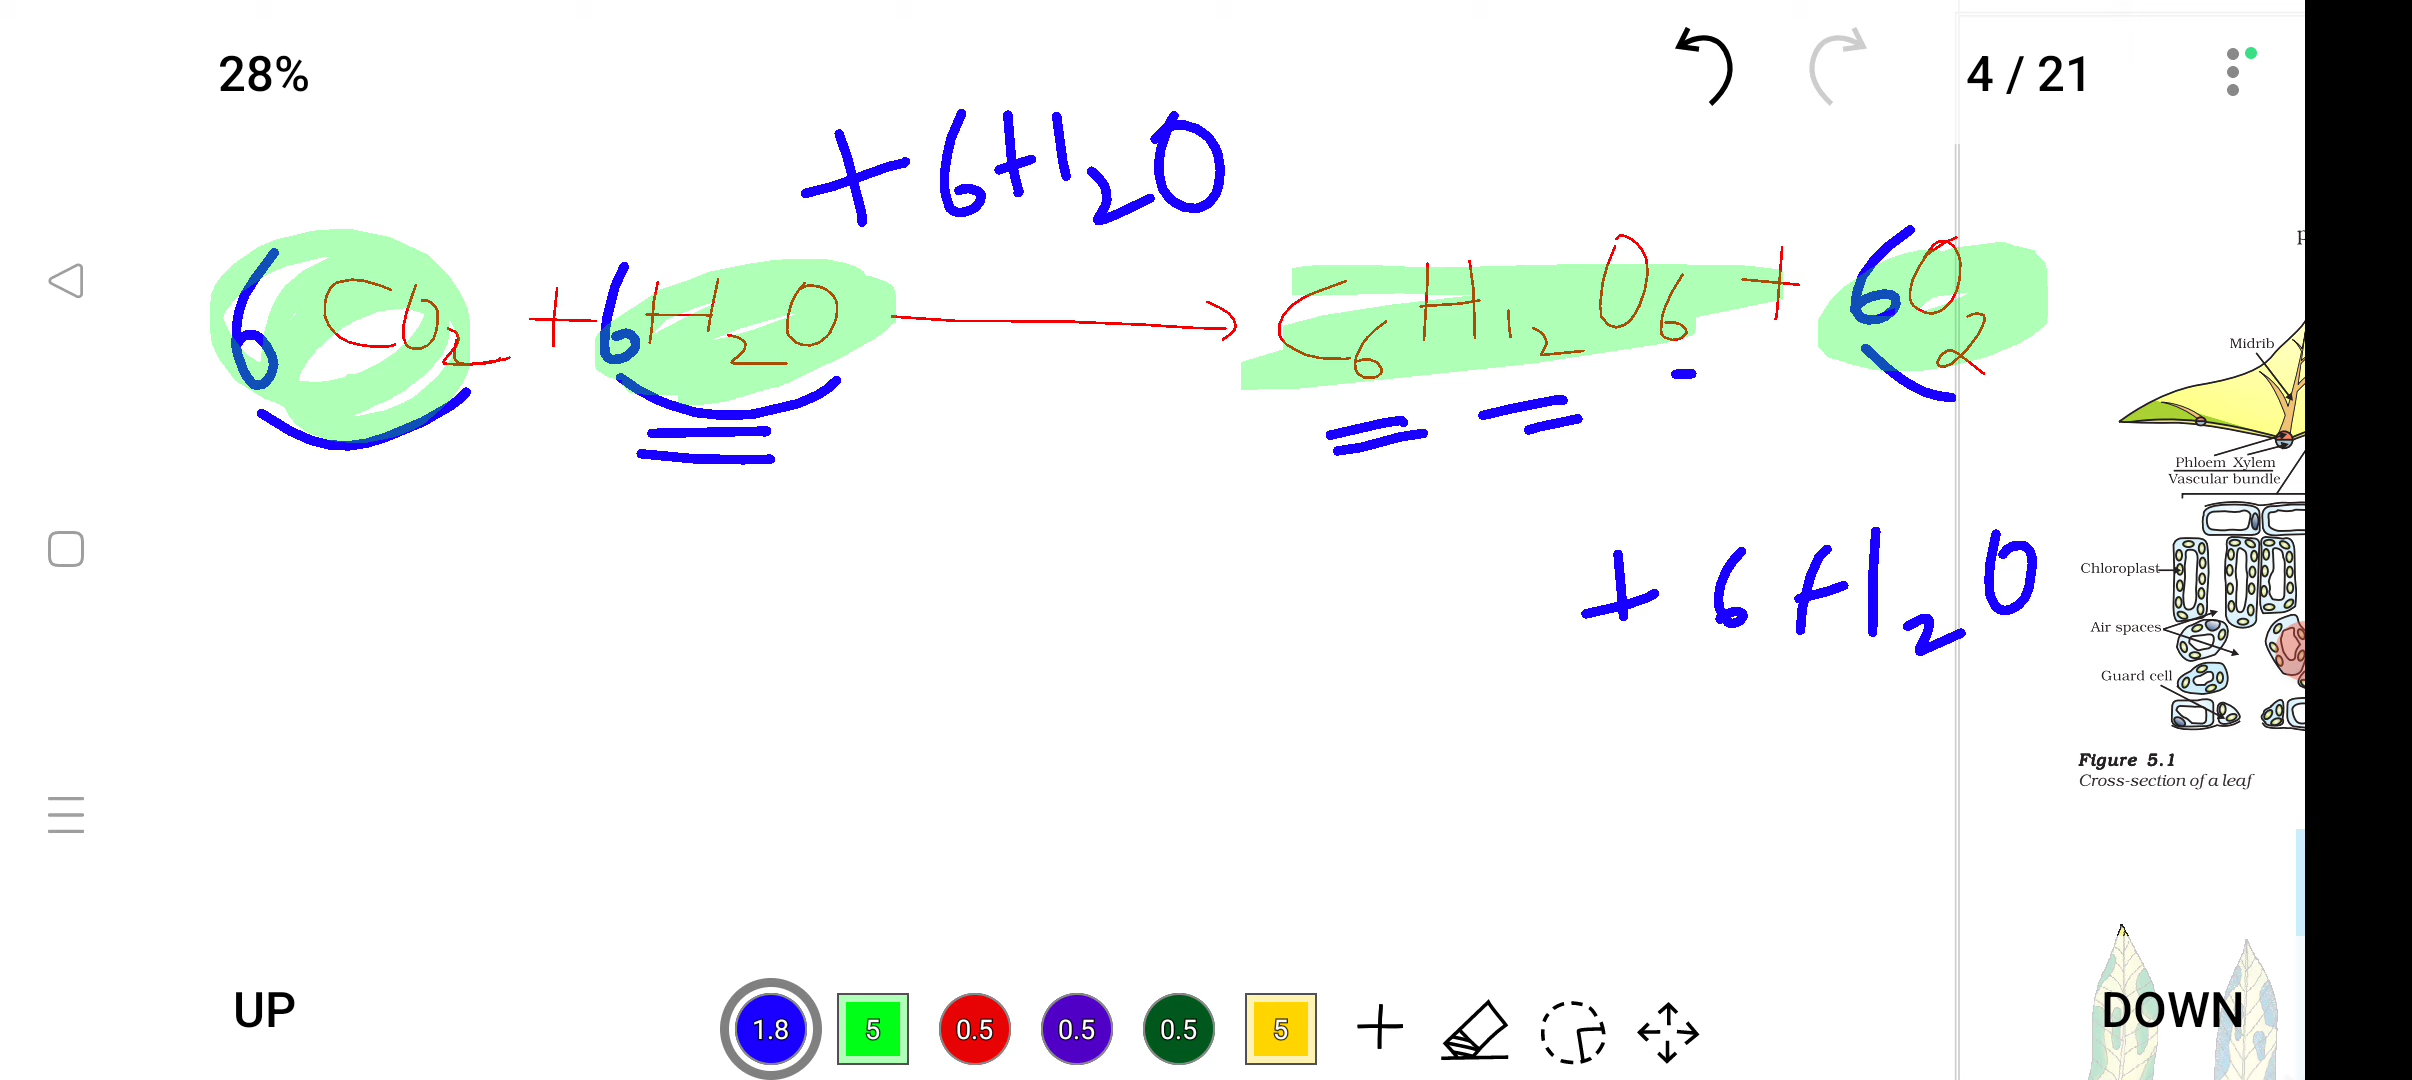 28%
4 / 21
+ 6H2O
6CO2 + 6H2O → C6H12O6 + 6O2
Midrib
Phloem Xylem
Vascular bundle
+ 6H2O
Chloroplast
Air spaces
Guard cell
Figure 5.1
Cross-section of a leaf
UP
DOWN
1.8 5 0.5 0.5 0.5 5